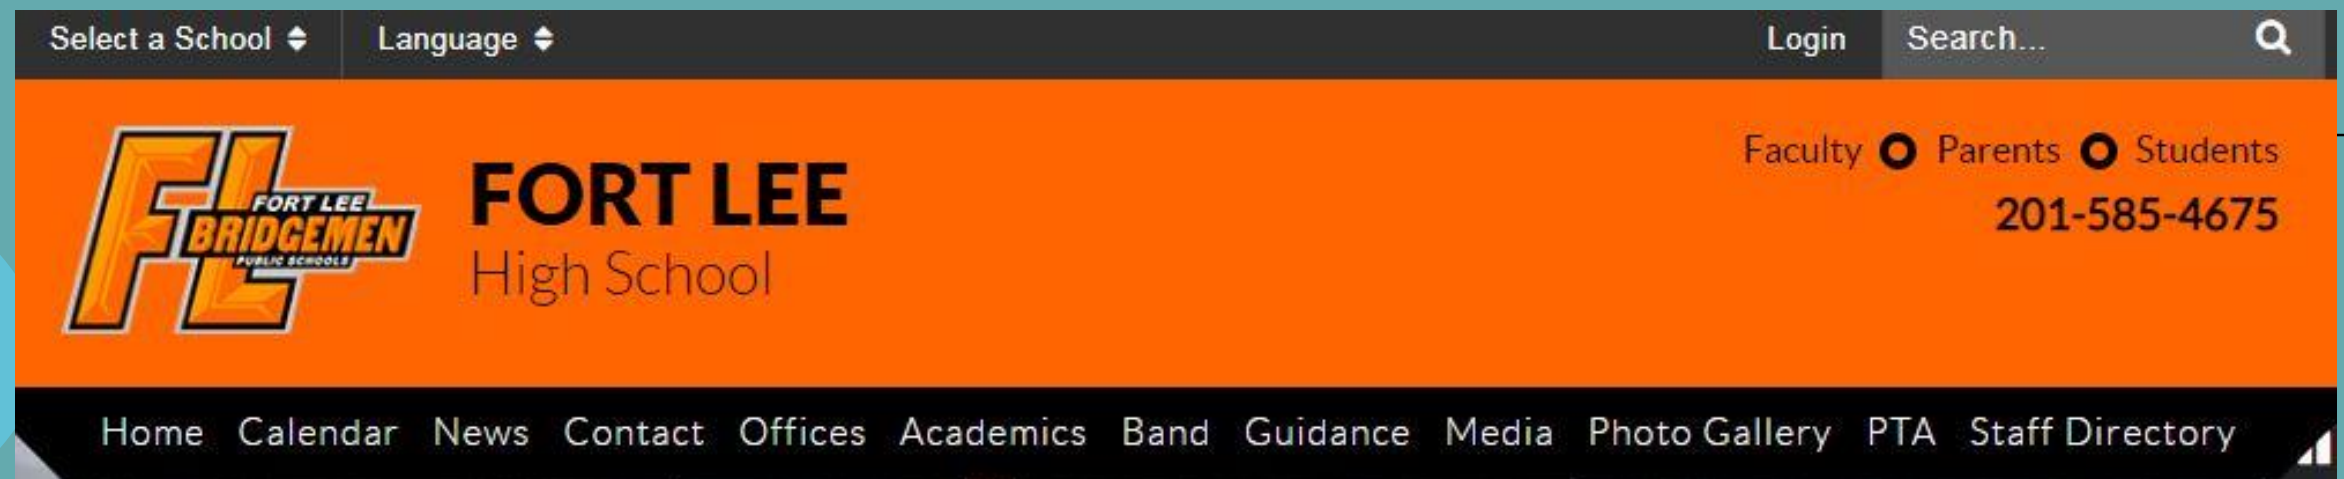 Select a School Language Login Search...
Faculty Parents Students
FORT LEE
BRIDGEMEN
PUBLIC SCHOOLS
FORT LEE
High School
201-585-4675
Home Calendar News Contact Offices Academics Band Guidance Media Photo Gallery PTA Staff Directory